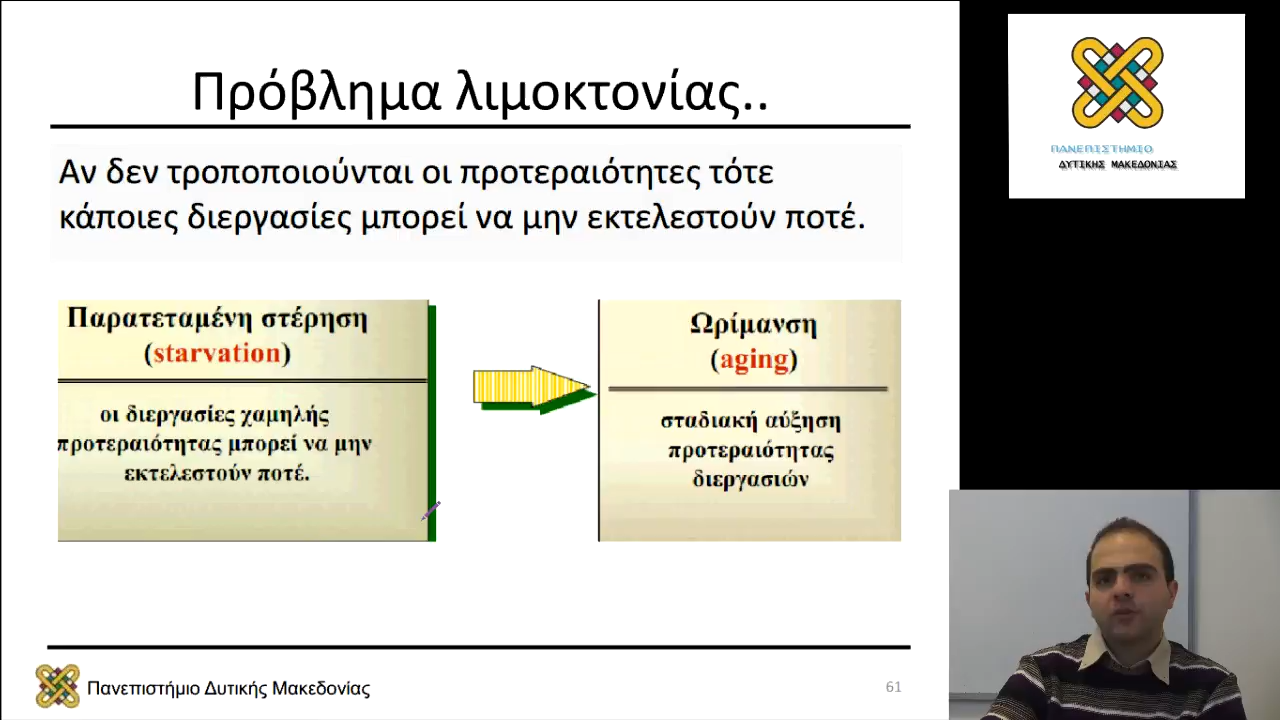 Πρόβλημα λιμοκτονίας..
Αν δεν τροποποιούνται οι προτεραιότητες τότε
κάποιες διεργασίες μπορεί να μην εκτελεστούν ποτέ.
Παρατεταμένη στέρηση
(starvation)
οι διεργασίες χαμηλής
προτεραιότητας μπορεί να μην
εκτελεστούν ποτέ.
Ωρίμανση
(aging)
σταδιακή αύξηση
προτεραιότητας
διεργασιών
Πανεπιστήμιο Δυτικής Μακεδονίας
61
ΠΑΝΕΠΙΣΤΗΜΙΟ
ΔΥΤΙΚΗΣ ΜΑΚΕΔΟΝΙΑΣ